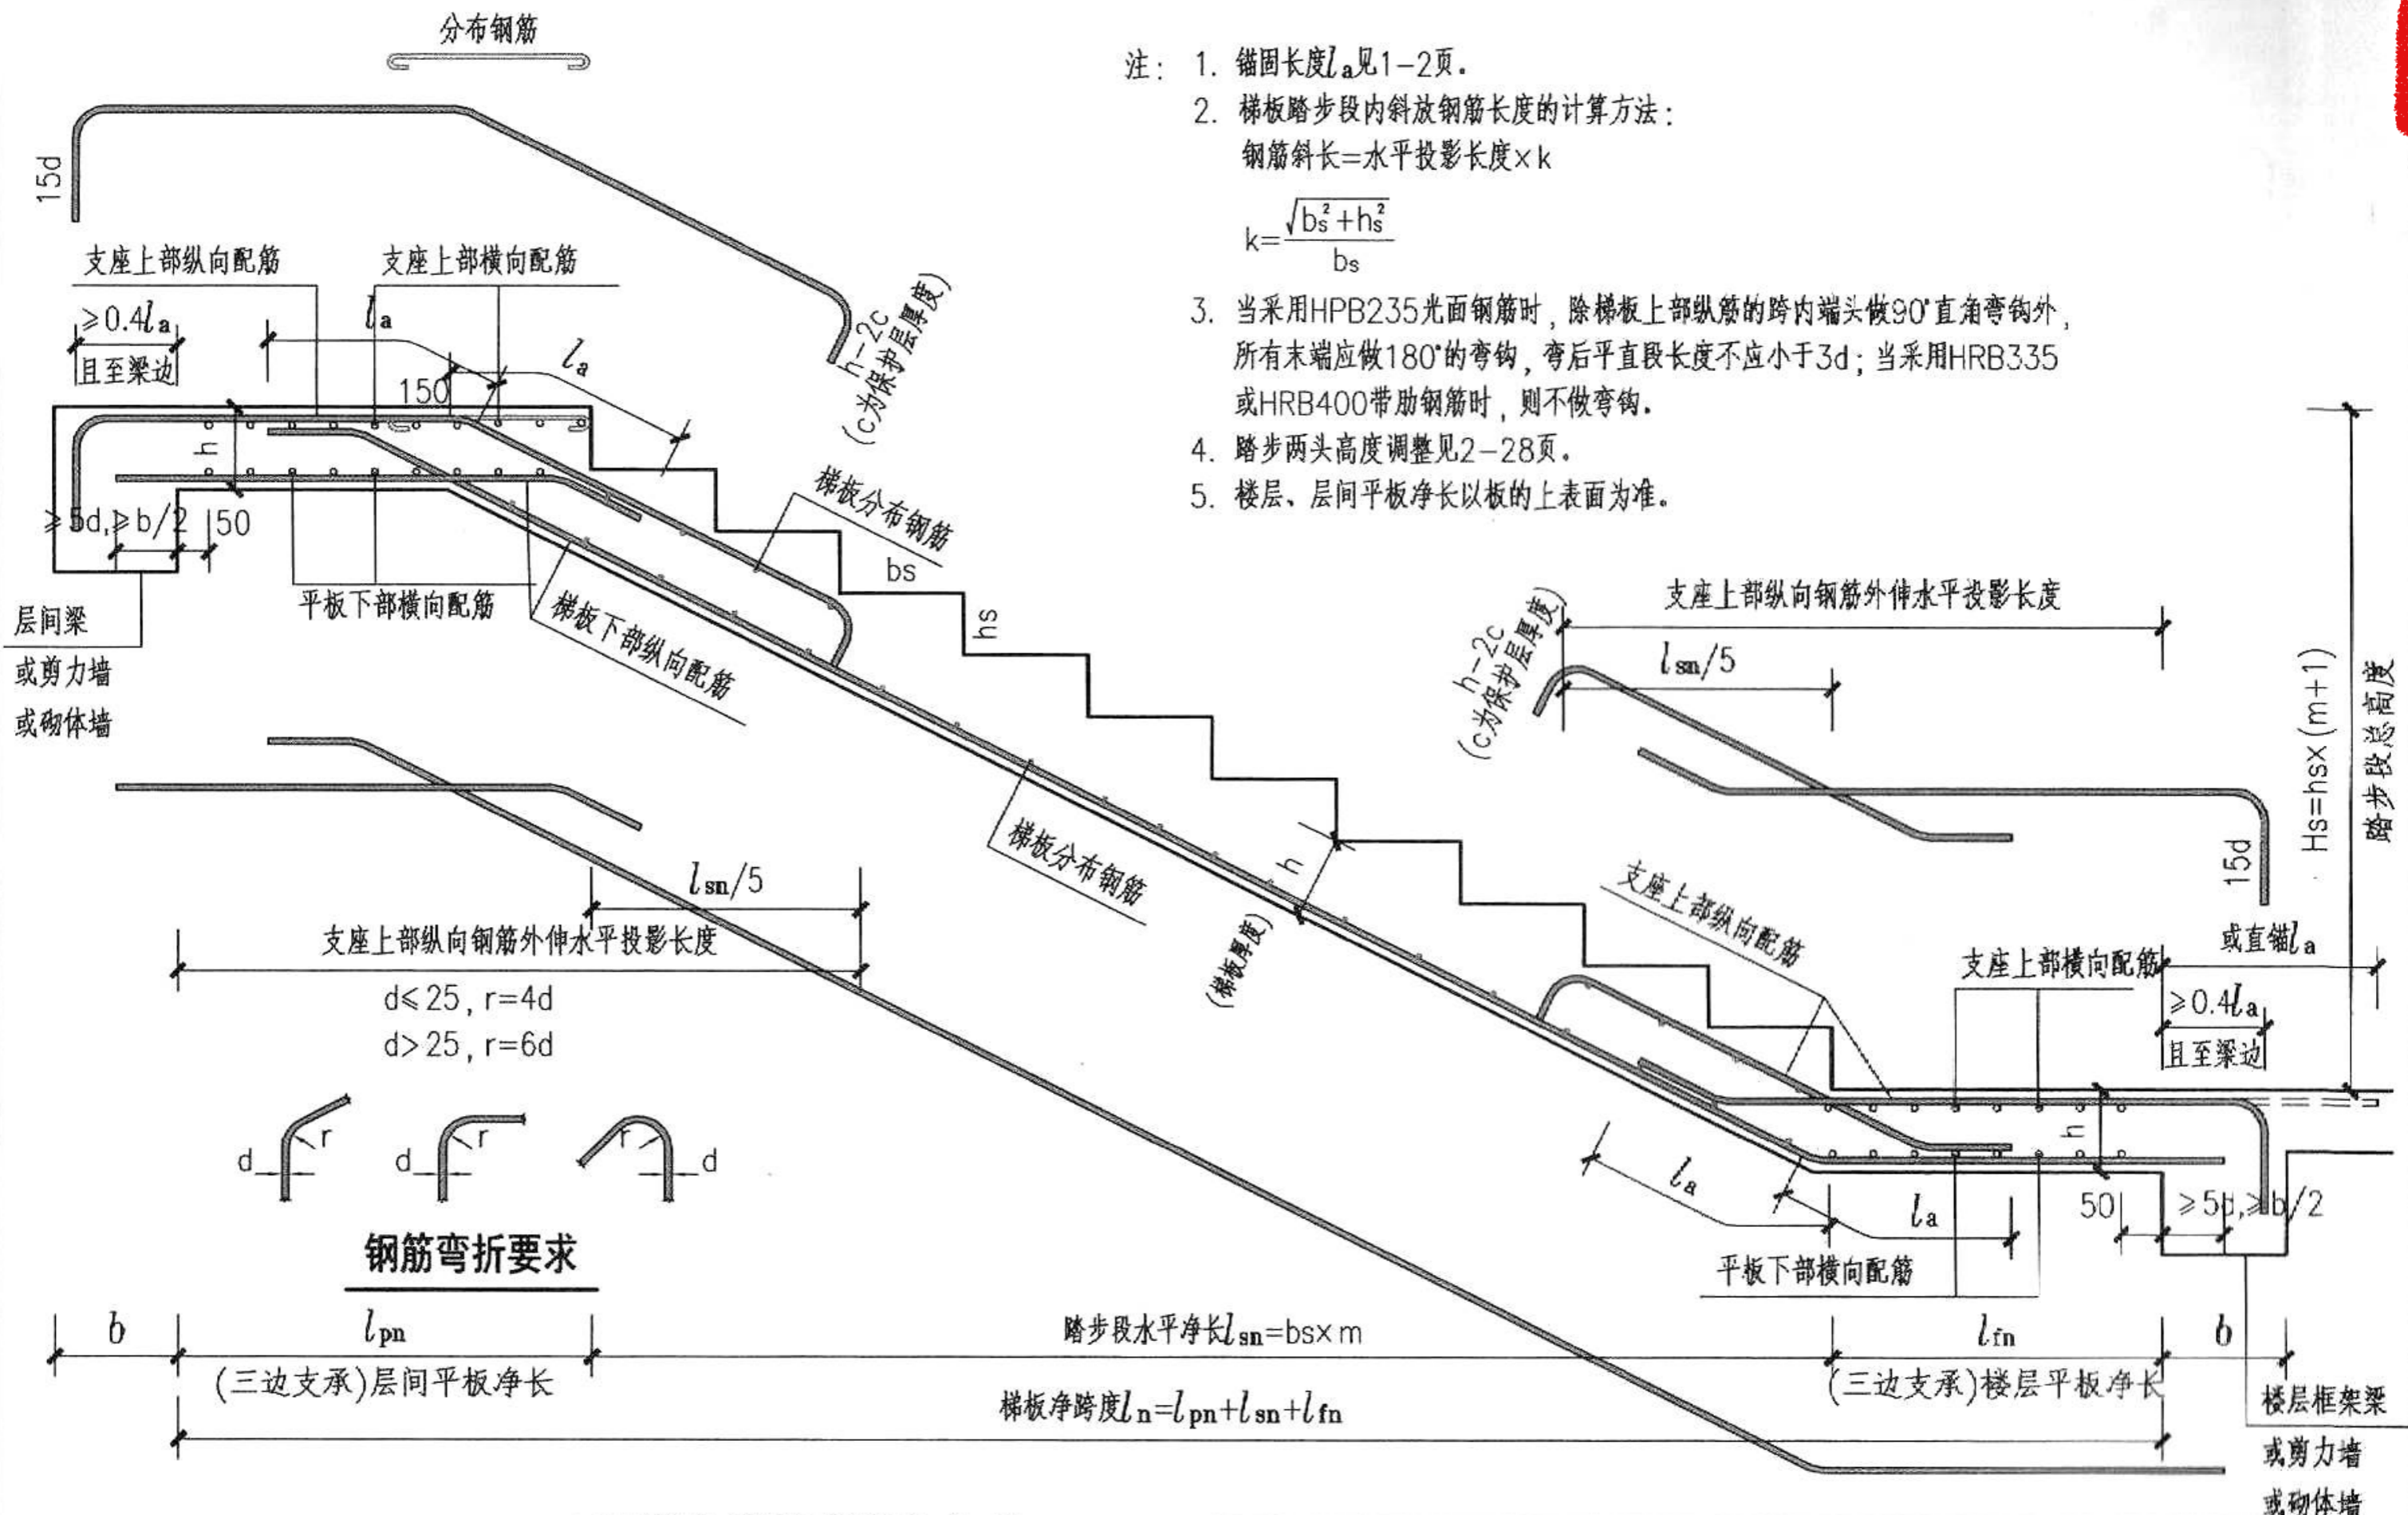 分布钢筋
15d
h-2c
(c为保护层厚度)
注：1. 锚固长度la见1-2页。
2. 梯板踏步段内斜放钢筋长度的计算方法：
钢筋斜长=水平投影长度×k
k=√bs²+hs²
bs
3. 当采用HPB235光面钢筋时，除梯板上部纵筋的跨内端头做90°直角弯钩外，
所有末端应做180°的弯钩，弯后平直段长度不应小于3d；当采用HRB335
或HRB400带肋钢筋时，则不做弯钩。
4. 踏步两头高度调整见2-28页。
5. 楼层、层间平板净长以板的上表面为准。
支座上部纵向配筋
支座上部横向配筋
≥0.4la
且至梁边
la
la
150
h
≥5d,≥b/2
50
层间梁
或剪力墙
或砌体墙
平板下部横向配筋
梯板下部纵向配筋
梯板分布钢筋
bs
hs
梯板分布钢筋
h
(梯板厚度)
lsn/5
支座上部纵向钢筋外伸水平投影长度
d≤25, r=4d
d>25, r=6d
r
d
r
d
r
d
钢筋弯折要求
支座上部纵向钢筋外伸水平投影长度
lsn/5
h-2c
(c为保护层厚度)
15d
Hs=hs×(m+1)
踏步段总高度
支座上部纵向配筋
支座上部横向配筋
或直锚la
≥0.4la
且至梁边
h
la
la
50
≥5d,≥b/2
平板下部横向配筋
b
lpn
(三边支承)层间平板净长
踏步段水平净长lsn=bs×m
lfn
(三边支承)楼层平板净长
b
梯板净跨度ln=lpn+lsn+lfn
楼层框架梁
或剪力墙
或砌体墙